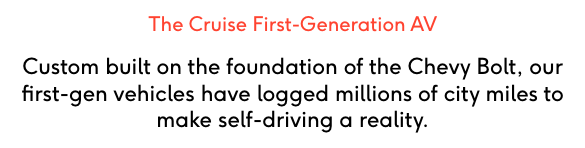 The Cruise First-Generation AV
Custom built on the foundation of the Chevy Bolt, our
first-gen vehicles have logged millions of city miles to
make self-driving a reality.